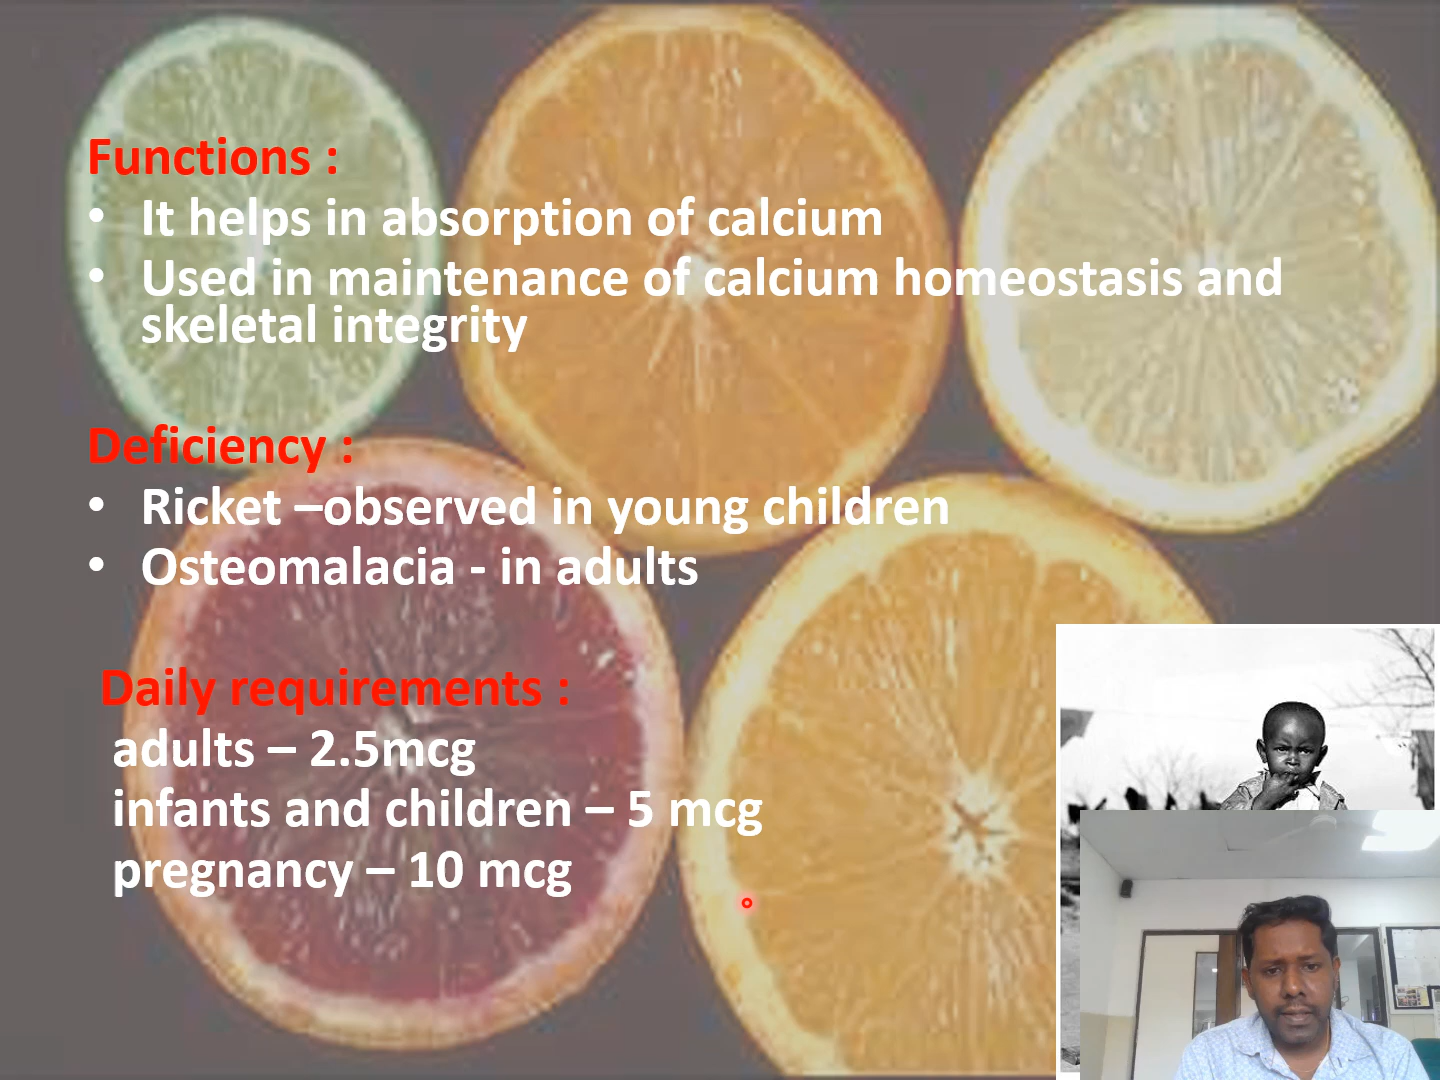 Functions :
• It helps in absorption of calcium
• Used in maintenance of calcium homeostasis and
skeletal integrity
Deficiency :
• Ricket –observed in young children
• Osteomalacia - in adults
Daily requirements :
adults – 2.5mcg
infants and children – 5 mcg
pregnancy – 10 mcg